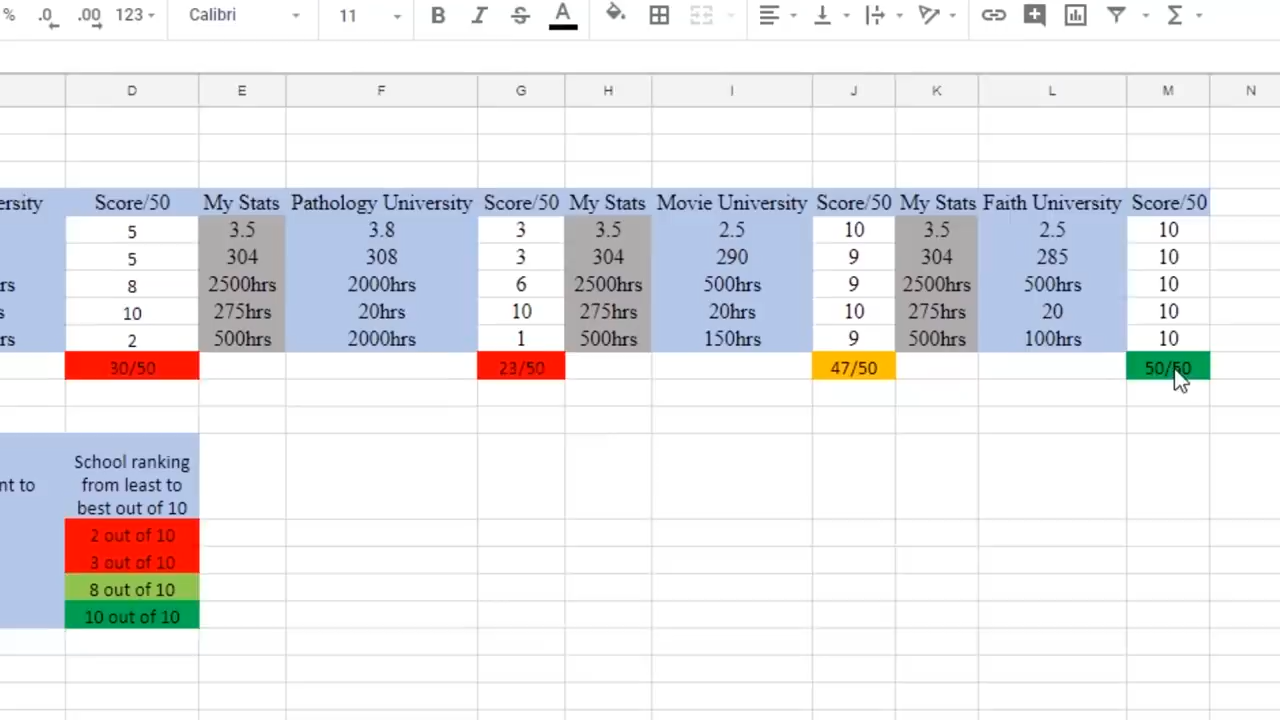 % .0 .00 123 Calibri 11 B I S A Σ
D E F G H I J K L M N
ersity Score/50 My Stats Pathology University Score/50 My Stats Movie University Score/50 My Stats Faith University Score/50
5 3.5 3.8 3 3.5 2.5 10 3.5 2.5 10
5 304 308 3 304 290 9 304 285 10
rs 8 2500hrs 2000hrs 6 2500hrs 500hrs 9 2500hrs 500hrs 10
s 10 275hrs 20hrs 10 275hrs 20hrs 10 275hrs 20 10
rs 2 500hrs 2000hrs 1 500hrs 150hrs 9 500hrs 100hrs 10
30/50 23/50 47/50 50/50
School ranking
nt to from least to
best out of 10
2 out of 10
3 out of 10
8 out of 10
10 out of 10